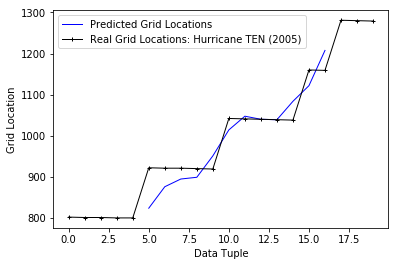 Predicted Grid Locations
Real Grid Locations: Hurricane TEN (2005)
1300
1200
1100
1000
900
800
Grid Location
0.0 2.5 5.0 7.5 10.0 12.5 15.0 17.5
Data Tuple